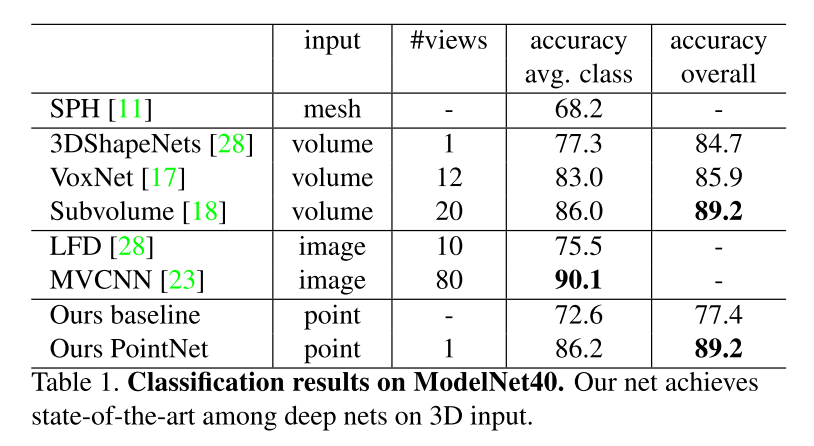 input #views accuracy accuracy
avg. class overall
SPH [11] mesh - 68.2 -
3DShapeNets [28] volume 1 77.3 84.7
VoxNet [17] volume 12 83.0 85.9
Subvolume [18] volume 20 86.0 89.2
LFD [28] image 10 75.5 -
MVCNN [23] image 80 90.1 -
Ours baseline point - 72.6 77.4
Ours PointNet point 1 86.2 89.2
Table 1. Classification results on ModelNet40. Our net achieves
state-of-the-art among deep nets on 3D input.